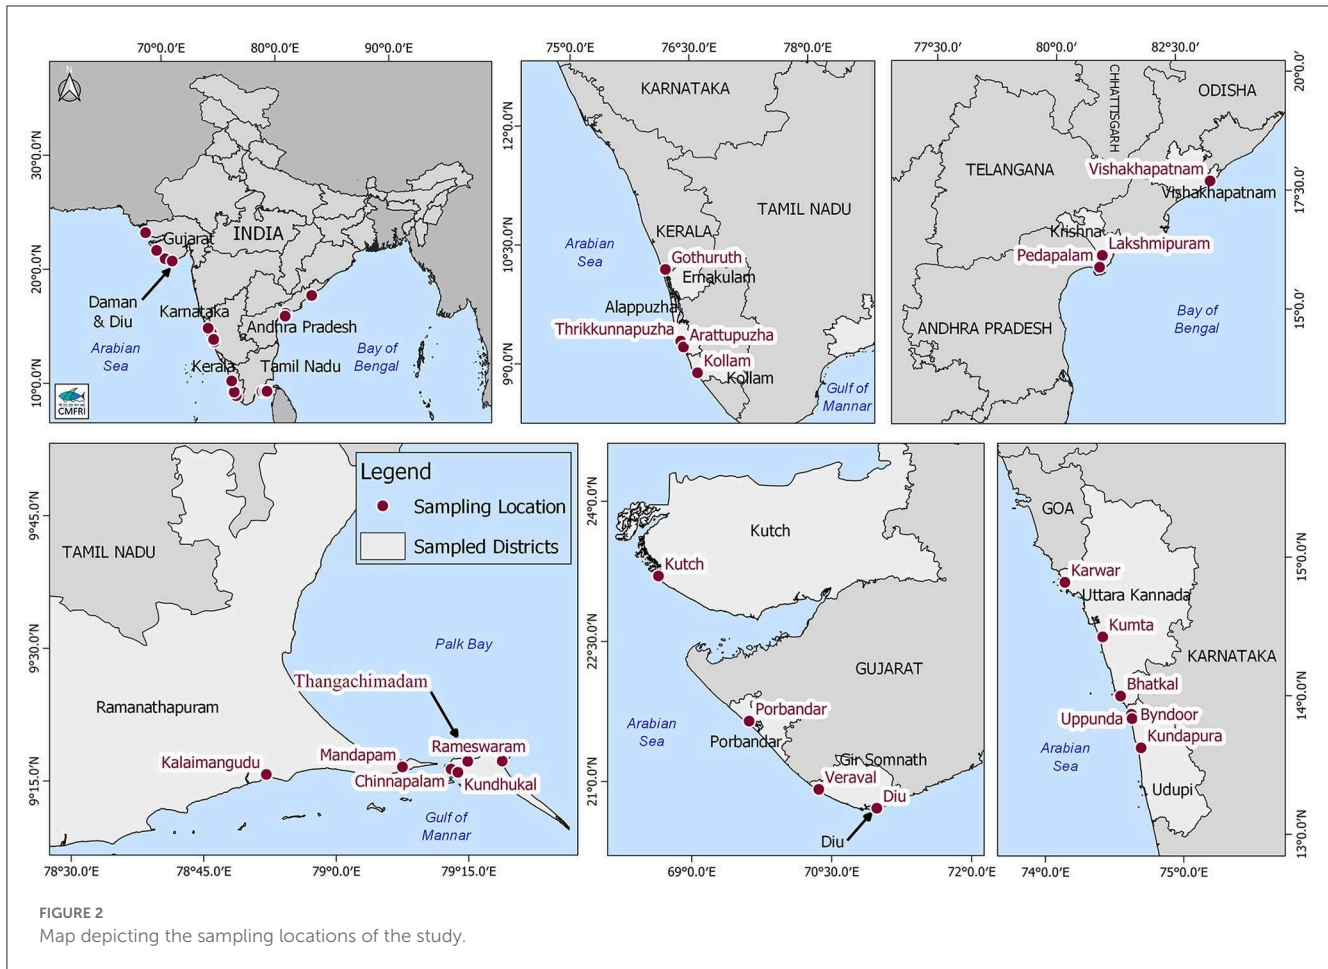 70°0.0'E 80°0.0'E 90°0.0'E
30°0.0'N
20°0.0'N
10°0.0'N
N
Gujarat
INDIA
Daman
& Diu
Karnataka
Andhra Pradesh
Arabian
Sea
Bay of
Bengal
Kerala
Tamil Nadu
CMFRI
75°0.0'E 76°30.0'E 78°0.0'E
12°0.0'N
10°30.0'N
9°0.0'N
KARNATAKA
TAMIL NADU
Arabian
Sea
KERALA
Gothuruth
Ernakulam
Alappuzha
Thrikkunnapuzha
Arattupuzha
Kollam
Kollam
Gulf of
Mannar
77°30.0' 80°0.0'E 82°30.0'
20°0.0'N
17°30.0'
15°0.0'N
CHHATTISGARH
ODISHA
TELANGANA
Vishakhapatnam
Vishakhapatnam
Krishna
Lakshmipuram
Pedapalam
ANDHRA PRADESH
Bay of
Bengal
9°45.0'N
9°30.0'N
9°15.0'N
Legend
Sampling Location
Sampled Districts
TAMIL NADU
Palk Bay
Thangachimadam
Ramanathapuram
Rameswaram
Mandapam
Kalaimangudu
Chinnapalam
Kundhukal
Gulf of
Mannar
78°30.0'E 78°45.0'E 79°0.0'E 79°15.0'E
24°0.0'N
22°30.0'N
21°0.0'N
Kutch
Kutch
GUJARAT
Porbandar
Arabian
Sea
Porbandar
Gir Somnath
Veraval
Diu
Diu
69°0.0'E 70°30.0'E 72°0.0'E
15°0.0'N
14°0.0'N
13°0.0'N
GOA
Karwar
Uttara Kannada
Kumta
KARNATAKA
Bhatkal
Byndoor
Uppunda
Kundapura
Arabian
Sea
Udupi
74°0.0'E 75°0.0'E
FIGURE 2
Map depicting the sampling locations of the study.